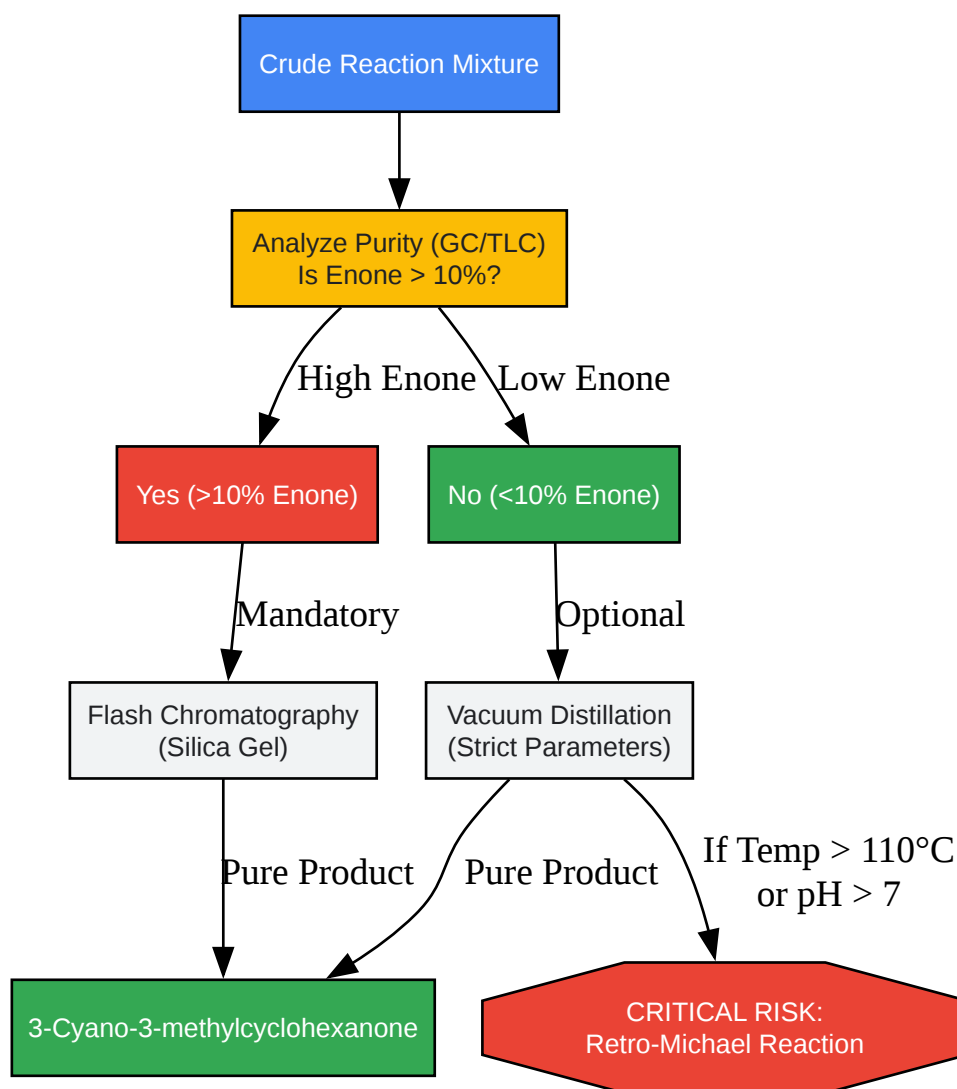 Crude Reaction Mixture
Analyze Purity (GC/TLC)
Is Enone > 10%?
High Enone
Low Enone
Yes (>10% Enone)
No (<10% Enone)
Mandatory
Optional
Flash Chromatography
(Silica Gel)
Vacuum Distillation
(Strict Parameters)
Pure Product
Pure Product
If Temp > 110°C
or pH > 7
3-Cyano-3-methylcyclohexanone
CRITICAL RISK:
Retro-Michael Reaction